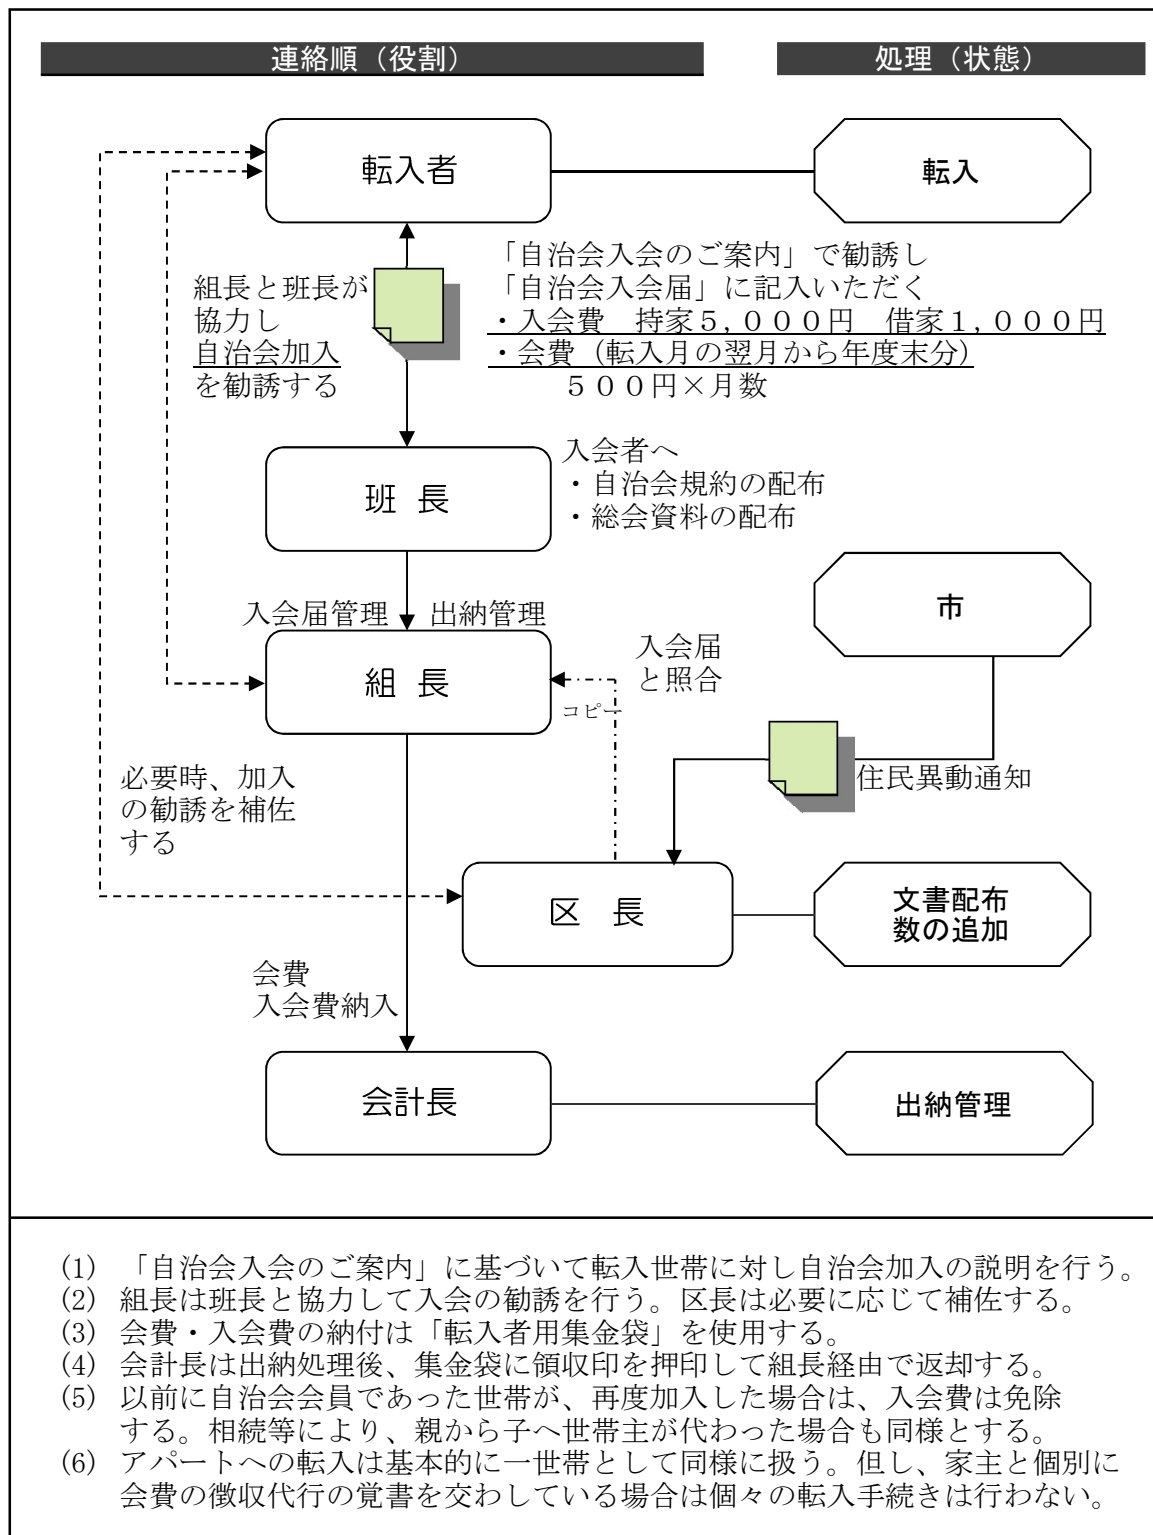 連絡順（役割）
処理（状態）
転入者
転入
組長と班長が
協力し
自治会加入
を勧誘する
「自治会入会のご案内」で勧誘し
「自治会入会届」に記入いただく
・入会費　持家５,０００円　借家１,０００円
・会費（転入月の翌月から年度末分）
５００円×月数
班 長
入会者へ
・自治会規約の配布
・総会資料の配布
市
入会届管理
出納管理
組 長
入会届
と照合
コピー
住民異動通知
必要時、加入
の勧誘を補佐
する
区 長
文書配布
数の追加
会費
入会費納入
会計長
出納管理
(1) 「自治会入会のご案内」に基づいて転入世帯に対し自治会加入の説明を行う。
(2) 組長は班長と協力して入会の勧誘を行う。区長は必要に応じて補佐する。
(3) 会費・入会費の納付は「転入者用集金袋」を使用する。
(4) 会計長は出納処理後、集金袋に領収印を押印して組長経由で返却する。
(5) 以前に自治会会員であった世帯が、再度加入した場合は、入会費は免除
する。相続等により、親から子へ世帯主が代わった場合も同様とする。
(6) アパートへの転入は基本的に一世帯として同様に扱う。但し、家主と個別に
会費の徴収代行の覚書を交わしている場合は個々の転入手続きは行わない。